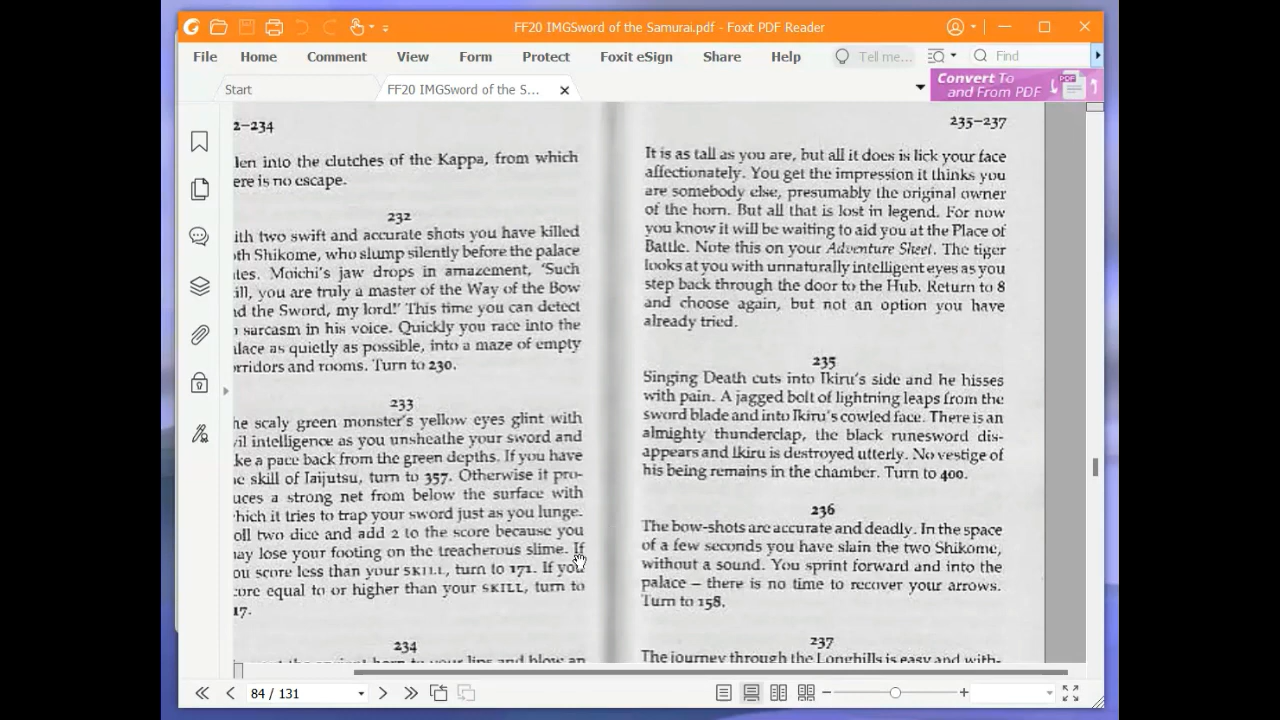 FF20 IMGSword of the Samurai.pdf - Foxit PDF Reader
File Home Comment View Form Protect Foxit eSign Share Help Tell me... Find
Start
FF20 IMGSword of the S...
Convert To
and From PDF
PDF
2–234
len into the clutches of the Kappa, from which
ere is no escape.
232
ith two swift and accurate shots you have killed
oth Shikome, who slump silently before the palace
ates. Moichi's jaw drops in amazement, 'Such
ill, you are truly a master of the Way of the Bow
nd the Sword, my lord!' This time you can detect
sarcasm in his voice. Quickly you race into the
alace as quietly as possible, into a maze of empty
orridors and rooms. Turn to 230.
233
he scaly green monster's yellow eyes glint with
vil intelligence as you unsheathe your sword and
ke a pace back from the green depths. If you have
e skill of Iaijutsu, turn to 357. Otherwise it pro-
uces a strong net from below the surface with
hich it tries to trap your sword just as you lunge.
oll two dice and add 2 to the score because you
ay lose your footing on the treacherous slime. If
ou score less than your SKILL, turn to 171. If you
core equal to or higher than your SKILL, turn to
17.
234
the ancient horn to your lips and blow an
235–237
It is as tall as you are, but all it does is lick your face
affectionately. You get the impression it thinks you
are somebody else, presumably the original owner
of the horn. But all that is lost in legend. For now
you know it will be waiting to aid you at the Place of
Battle. Note this on your Adventure Sheet. The tiger
looks at you with unnaturally intelligent eyes as you
step back through the door to the Hub. Return to 8
and choose again, but not an option you have
already tried.
235
Singing Death cuts into Ikiru's side and he hisses
with pain. A jagged bolt of lightning leaps from the
sword blade and into Ikiru's cowled face. There is an
almighty thunderclap, the black runesword dis-
appears and Ikiru is destroyed utterly. No vestige of
his being remains in the chamber. Turn to 400.
236
The bow-shots are accurate and deadly. In the space
of a few seconds you have slain the two Shikome,
without a sound. You sprint forward and into the
palace – there is no time to recover your arrows.
Turn to 158.
237
The journey through the Longhills is easy and with-
84 / 131